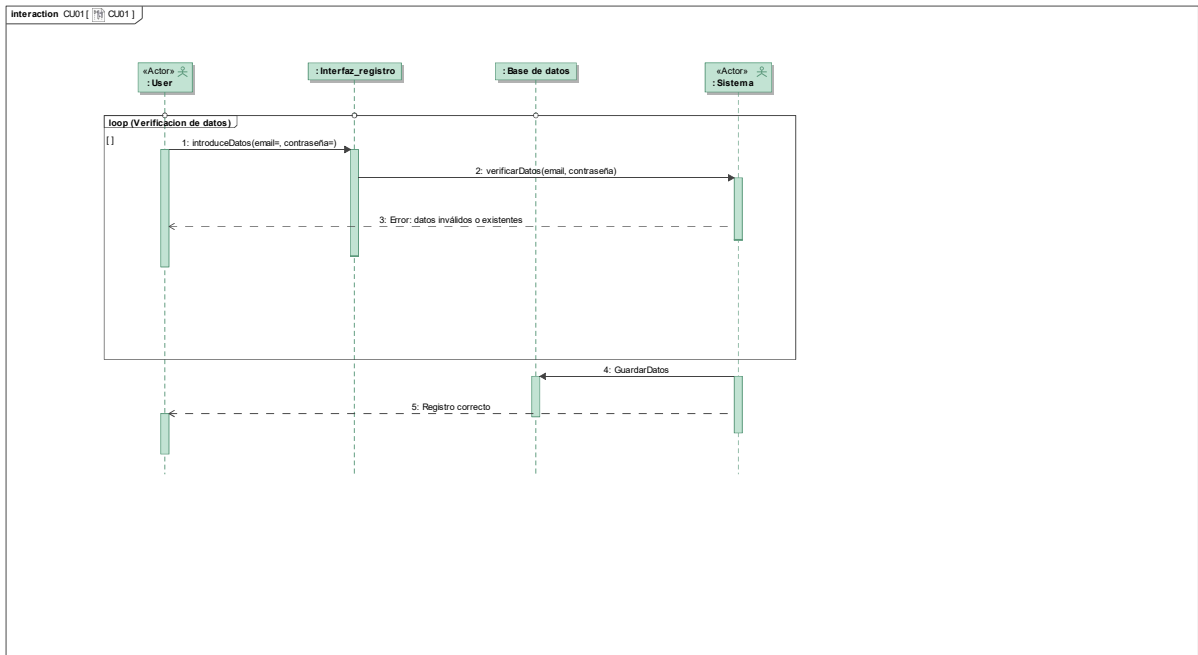 interaction CU01 [ CU01 ]
«Actor»
: User
: Interfaz_registro
: Base de datos
«Actor»
: Sistema
loop (Verificacion de datos)
[ ]
1: introduceDatos(email=, contraseña=)
2: verificarDatos(email, contraseña)
3: Error: datos inválidos o existentes
4: GuardarDatos
5: Registro correcto